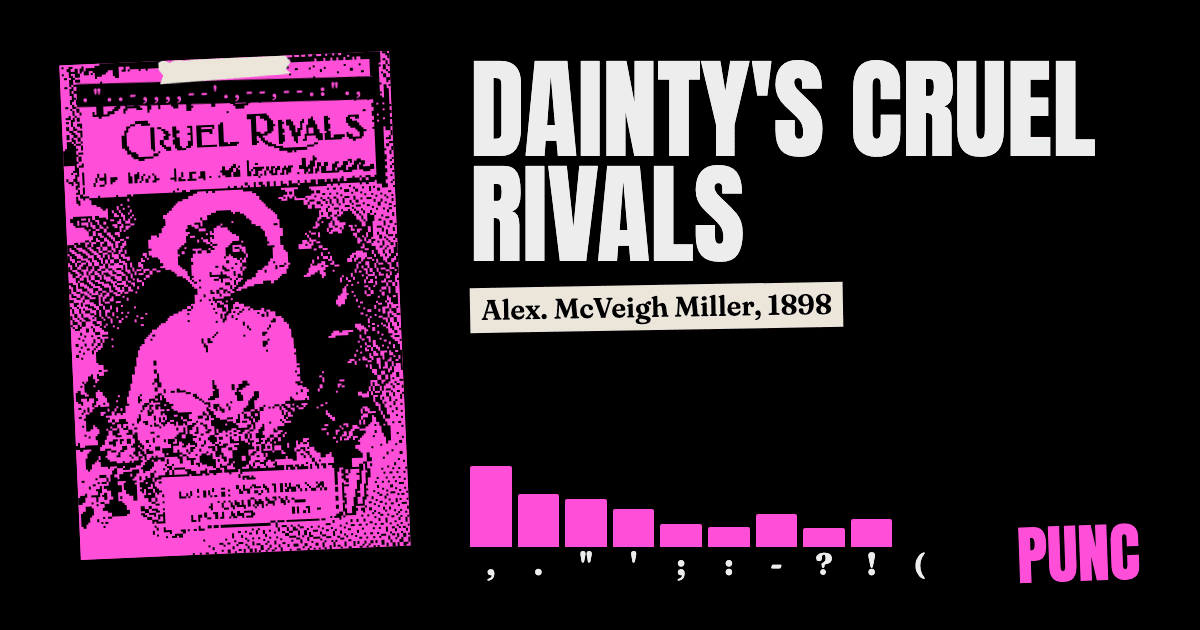 CRUEL RIVALS
DAINTY'S CRUEL
RIVALS
Alex. McVeigh Miller, 1898
, . " ' ; : - ? ! (
PUNC